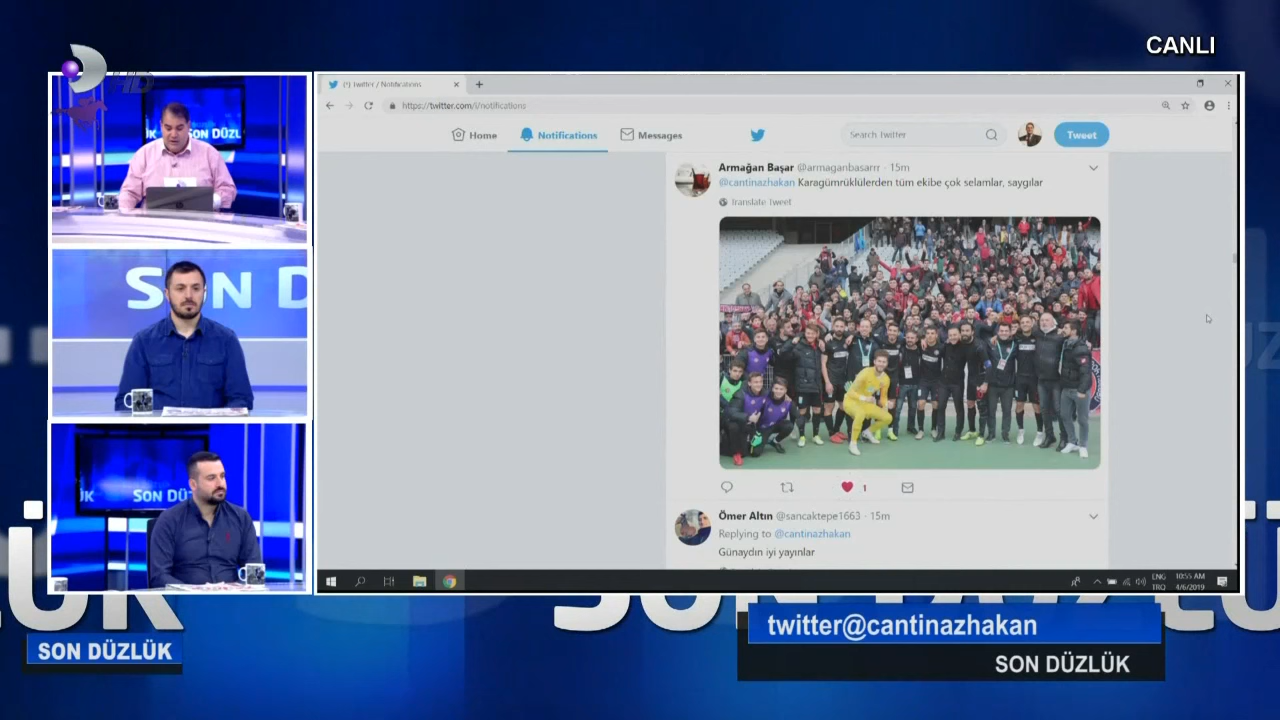 CANLI
HD
(*) Twitter / Notifications
https://twitter.com/i/notifications
Home
Notifications
Messages
Search Twitter
Tweet
Armağan Başar @armaganbasarrr · 15m
@cantinazhakan Karagümrüklülerden tüm ekibe çok selamlar, saygılar
Translate Tweet
1
Ömer Altın @sancaktepe1663 · 15m
Replying to @cantinazhakan
Günaydın iyi yayınlar
ENG
TRQ
10:55 AM
4/6/2019
SON DÜZL
SON D
SON DÜZ
twitter@cantinazhakan
SON DÜZLÜK
SON DÜZLÜK